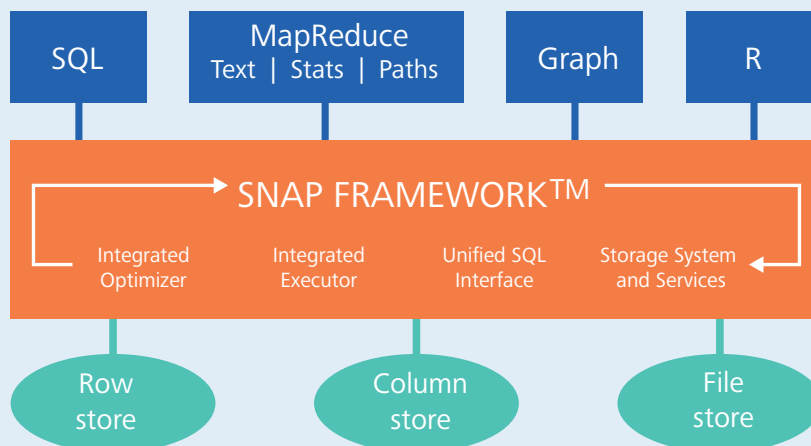 SQL
MapReduce
Text | Stats | Paths
Graph
R
SNAP FRAMEWORK™
Integrated
Optimizer
Integrated
Executor
Unified SQL
Interface
Storage System
and Services
Row
store
Column
store
File
store